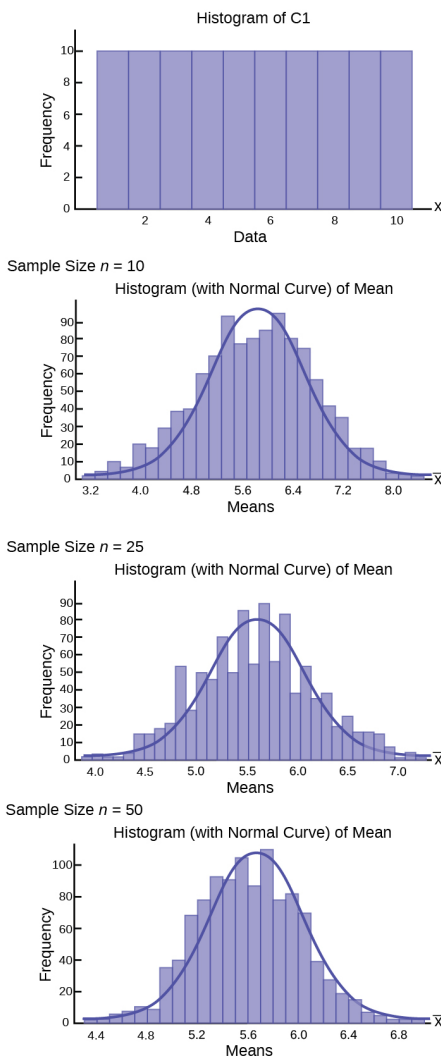 Histogram of C1
Frequency
10
8
6
4
2
0
2 4 6 8 10
X
Data
Sample Size n = 10
Histogram (with Normal Curve) of Mean
Frequency
90
80
70
60
50
40
30
20
10
0
3.2 4.0 4.8 5.6 6.4 7.2 8.0
X̅
Means
Sample Size n = 25
Histogram (with Normal Curve) of Mean
Frequency
90
80
70
60
50
40
30
20
10
0
4.0 4.5 5.0 5.5 6.0 6.5 7.0
X̅
Means
Sample Size n = 50
Histogram (with Normal Curve) of Mean
Frequency
100
80
60
40
20
0
4.4 4.8 5.2 5.6 6.0 6.4 6.8
X̅
Means